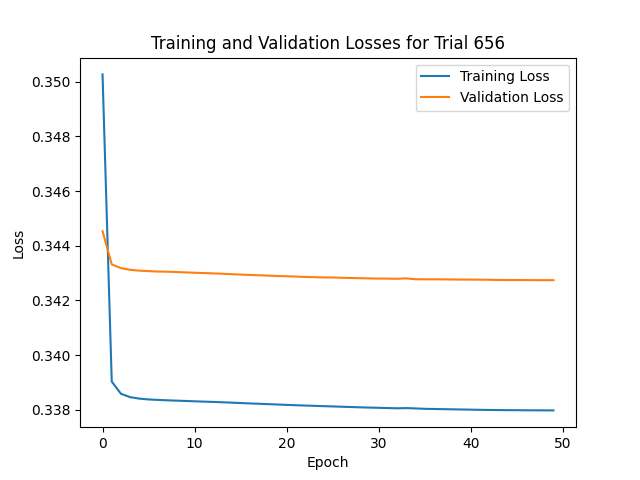 Training and Validation Losses for Trial 656
Training Loss
Validation Loss
0.350
0.348
0.346
0.344
0.342
0.340
0.338
Loss
0 10 20 30 40 50
Epoch